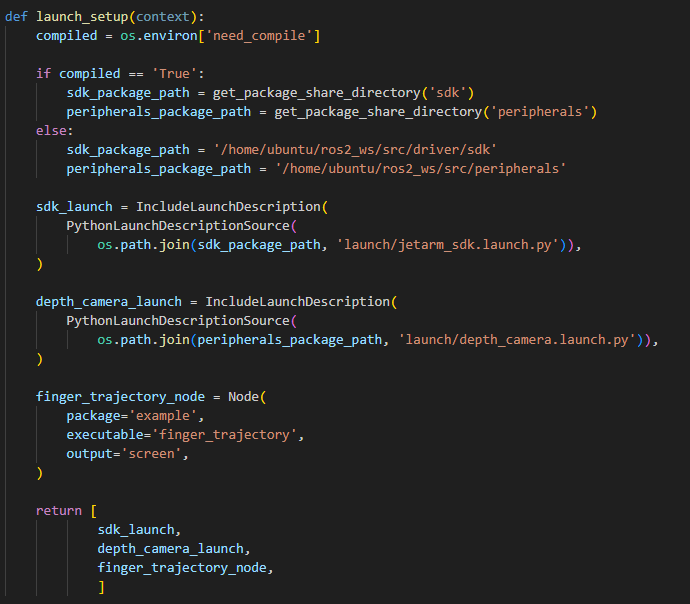 def launch_setup(context):
    compiled = os.environ['need_compile']

    if compiled == 'True':
        sdk_package_path = get_package_share_directory('sdk')
        peripherals_package_path = get_package_share_directory('peripherals')
    else:
        sdk_package_path = '/home/ubuntu/ros2_ws/src/driver/sdk'
        peripherals_package_path = '/home/ubuntu/ros2_ws/src/peripherals'

    sdk_launch = IncludeLaunchDescription(
        PythonLaunchDescriptionSource(
            os.path.join(sdk_package_path, 'launch/jetarm_sdk.launch.py')),
    )

    depth_camera_launch = IncludeLaunchDescription(
        PythonLaunchDescriptionSource(
            os.path.join(peripherals_package_path, 'launch/depth_camera.launch.py')),
    )

    finger_trajectory_node = Node(
        package='example',
        executable='finger_trajectory',
        output='screen',
    )

    return [
            sdk_launch,
            depth_camera_launch,
            finger_trajectory_node,
            ]